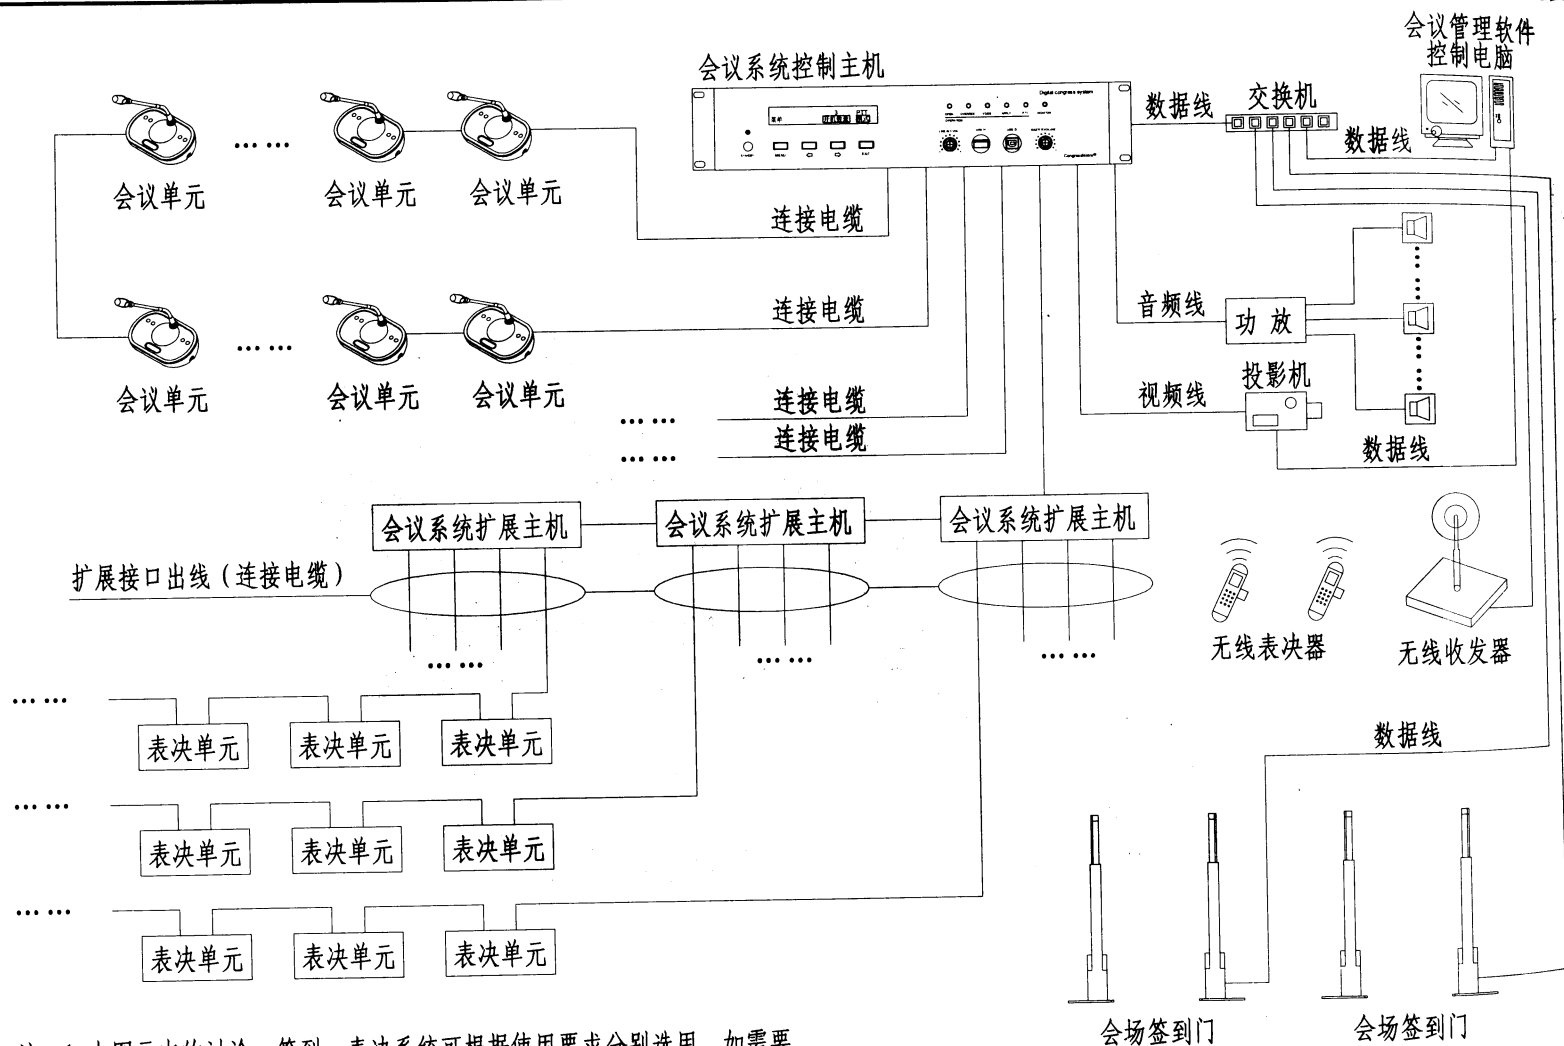 会议管理软件
控制电脑
会议系统控制主机
Digital congress system
数据线
交换机
数据线
菜单
MENU
EXIT
会议单元
会议单元
会议单元
连接电缆
音频线
功放
连接电缆
会议单元
会议单元
会议单元
投影机
视频线
连接电缆
连接电缆
数据线
会议系统扩展主机
会议系统扩展主机
会议系统扩展主机
扩展接口出线(连接电缆)
无线表决器
无线收发器
表决单元
表决单元
表决单元
数据线
表决单元
表决单元
表决单元
表决单元
表决单元
表决单元
会场签到门
会场签到门